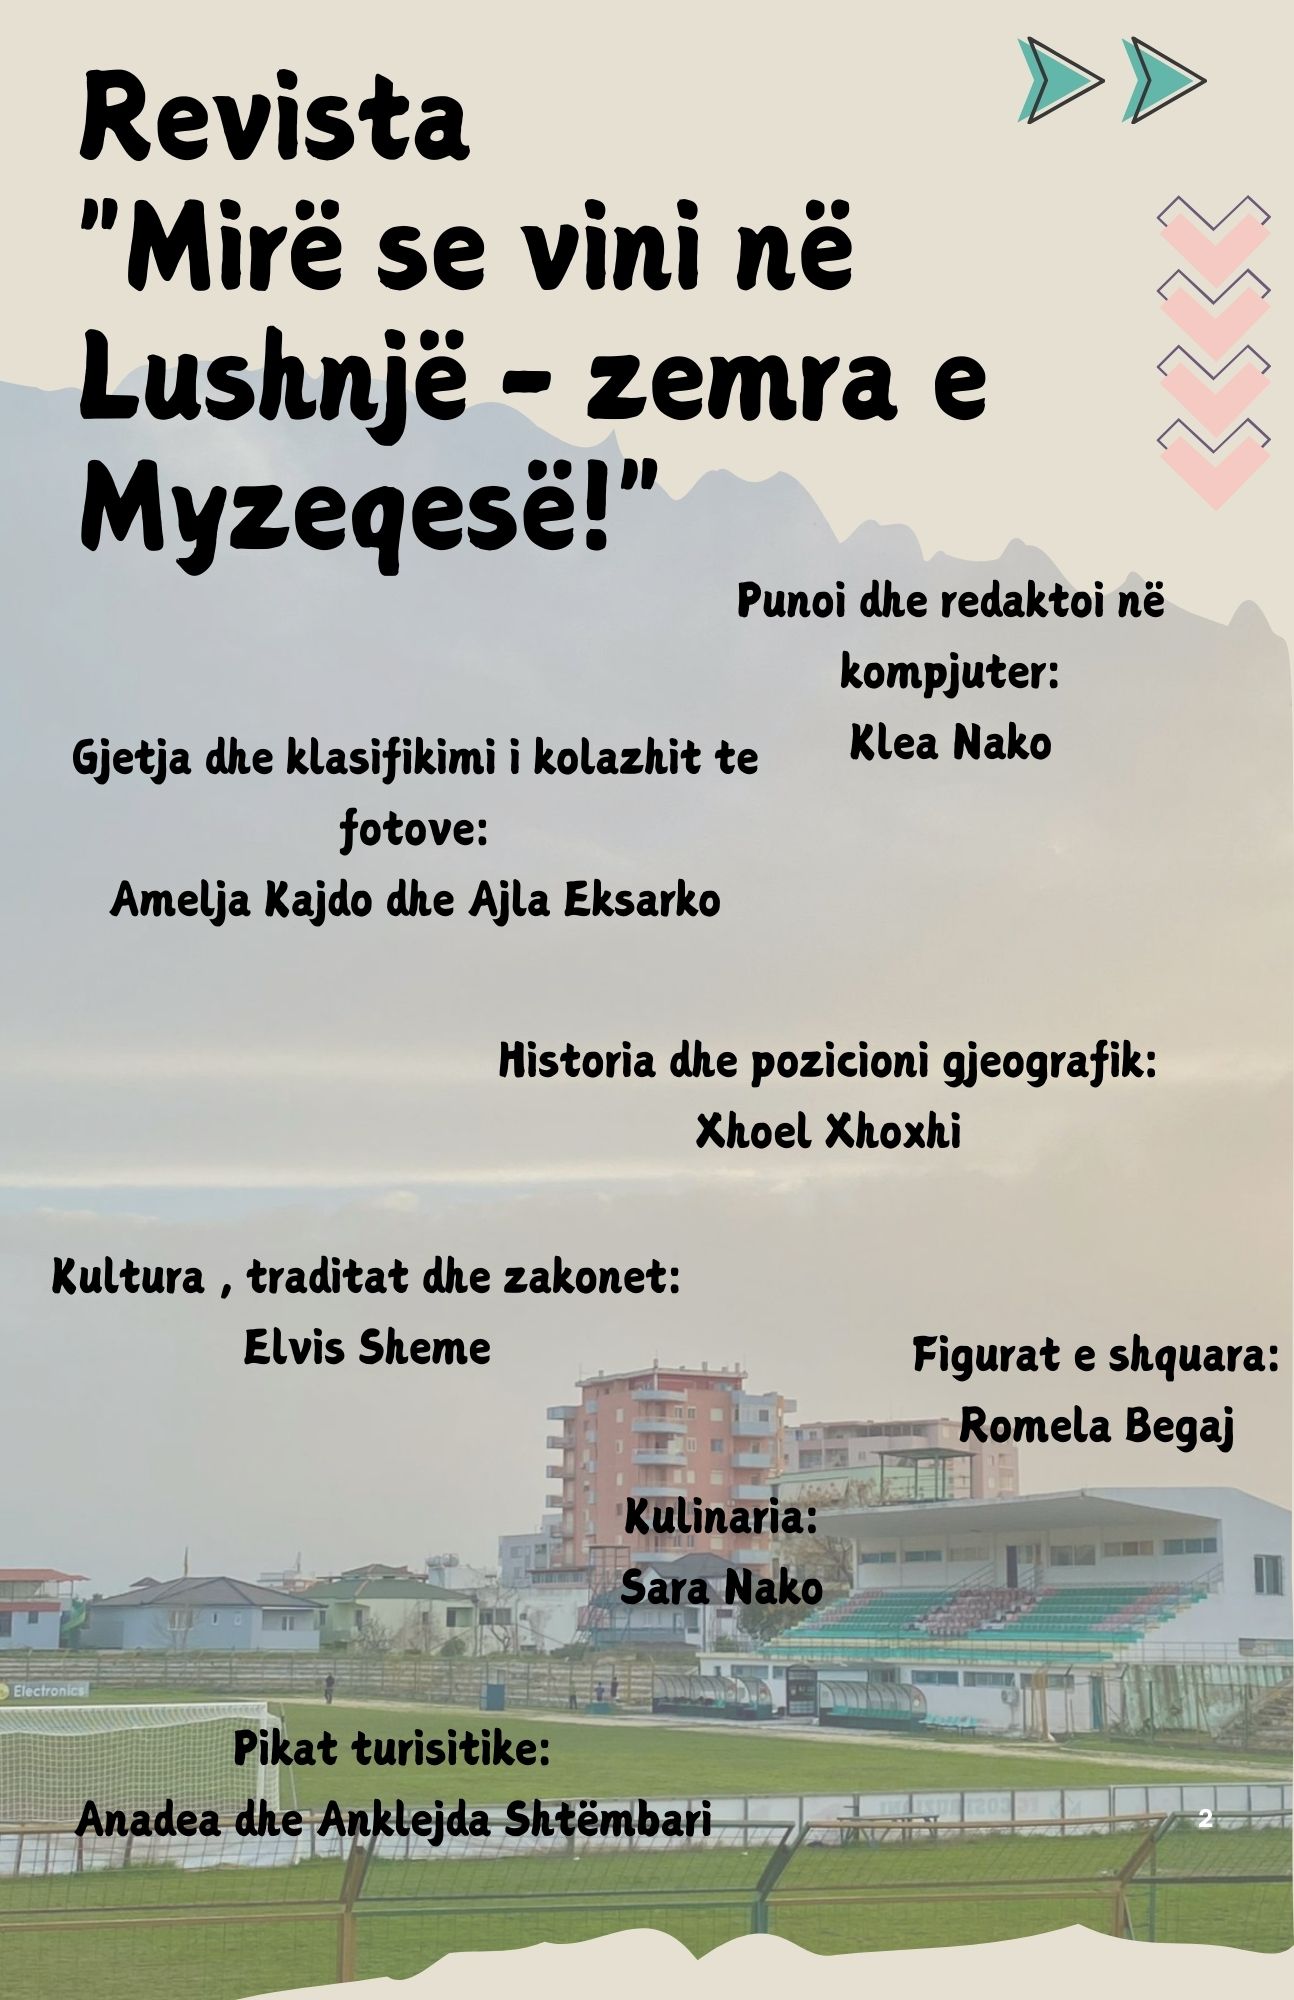 Revista
"Mirë se vini në
Lushnjë - zemra e
Myzeqesë!"
Punoi dhe redaktoi në
kompjuter:
Klea Nako
Gjetja dhe klasifikimi i kolazhit te
fotove:
Amelja Kajdo dhe Ajla Eksarko
Historia dhe pozicioni gjeografik:
Xhoel Xhoxhi
Kultura , traditat dhe zakonet:
Elvis Sheme
Figurat e shquara:
Romela Begaj
Kulinaria:
Sara Nako
Electronics
Pikat turisitike:
Anadea dhe Anklejda Shtëmbari
2